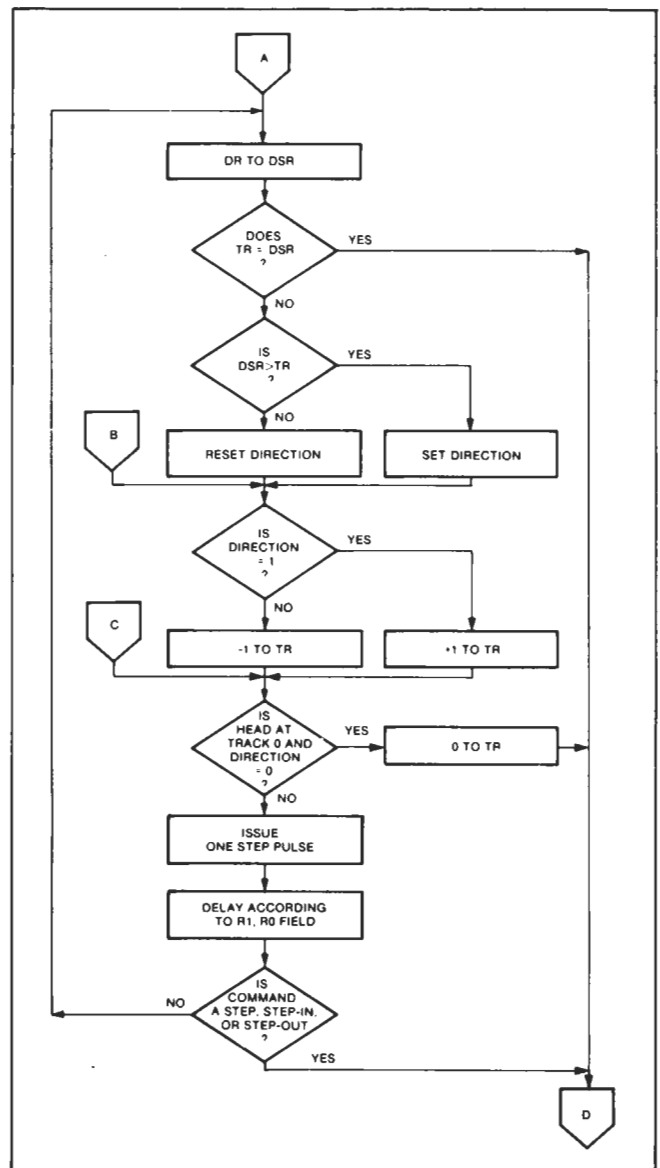 A
DR TO DSR
DOES
TR = DSR
?
YES
NO
IS
DSR>TR
?
YES
NO
B
RESET DIRECTION
SET DIRECTION
IS
DIRECTION
= 1
?
YES
NO
C
-1 TO TR
+1 TO TR
IS
HEAD AT
TRACK 0 AND
DIRECTION
= 0
?
YES
0 TO TR
NO
ISSUE
ONE STEP PULSE
DELAY ACCORDING
TO R1, R0 FIELD
IS
COMMAND
A STEP, STEP-IN,
OR STEP-OUT
?
NO
YES
D